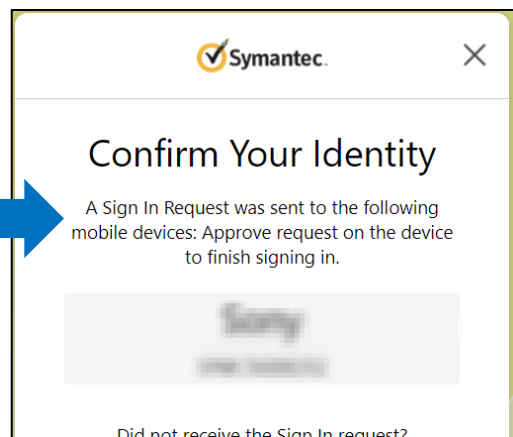 Symantec.
Confirm Your Identity
A Sign In Request was sent to the following
mobile devices: Approve request on the device
to finish signing in.
Did not receive the Sign In request?